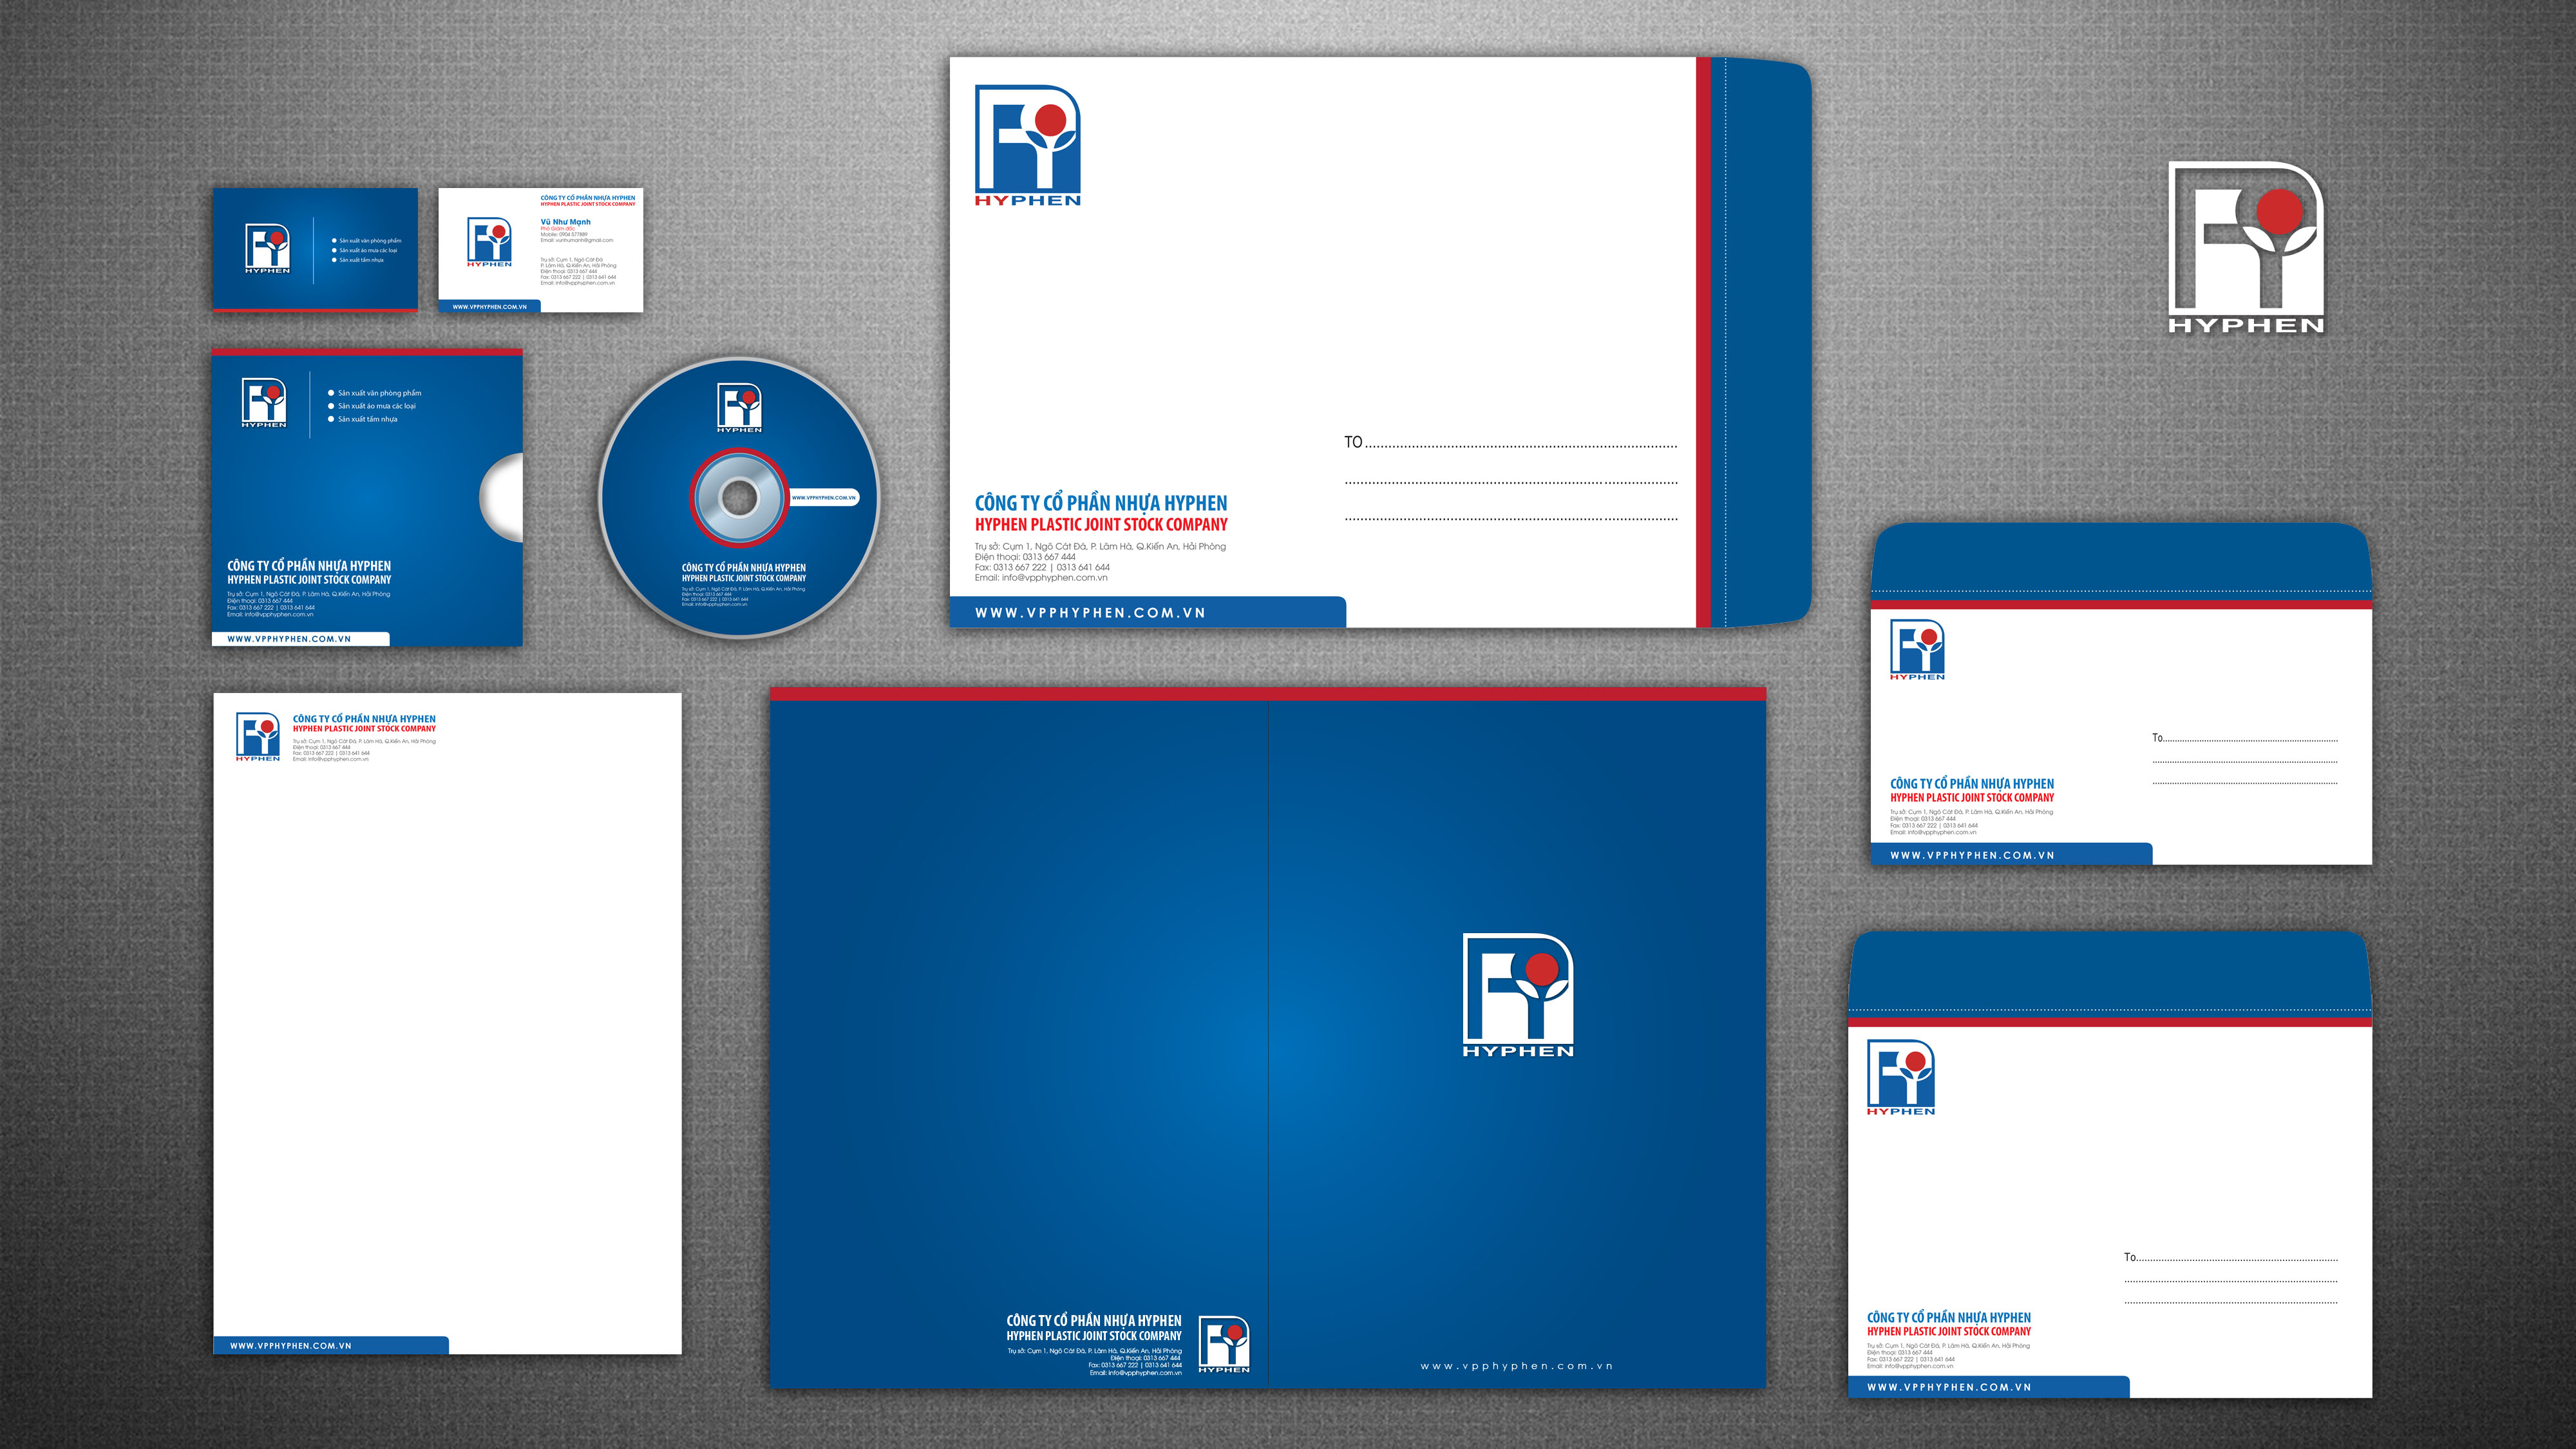 HYPHEN
Sản xuất văn phòng phẩm
Sản xuất áo mưa các loại
Sản xuất tấm nhựa
CÔNG TY CỔ PHẦN NHỰA HYPHEN
HYPHEN PLASTIC JOINT STOCK COMPANY
Vũ Như Mạnh
Phó Giám đốc
Mobile: 0904 577889
Email: vunhumanh@gmail.com
HYPHEN
Trụ sở: Cụm 1, Ngõ Cát Đá
P. Lãm Hà, Q.Kiến An, Hải Phòng
Điện thoại: 0313 667 444
Fax: 0313 667 222 | 0313 641 644
Email: info@vpphyphen.com.vn
WWW.VPPHYPHEN.COM.VN
HYPHEN
Sản xuất văn phòng phẩm
Sản xuất áo mưa các loại
Sản xuất tấm nhựa
CÔNG TY CỔ PHẦN NHỰA HYPHEN
HYPHEN PLASTIC JOINT STOCK COMPANY
Trụ sở: Cụm 1, Ngõ Cát Đá, P. Lãm Hà, Q.Kiến An, Hải Phòng
Điện thoại: 0313 667 444
Fax: 0313 667 222 | 0313 641 644
Email: info@vpphyphen.com.vn
WWW.VPPHYPHEN.COM.VN
HYPHEN
WWW.VPPHYPHEN.COM.VN
CÔNG TY CỔ PHẦN NHỰA HYPHEN
HYPHEN PLASTIC JOINT STOCK COMPANY
Trụ sở: Cụm 1, Ngõ Cát Đá, P. Lãm Hà, Q.Kiến An, Hải Phòng
Điện thoại: 0313 667 444
Fax: 0313 667 222 | 0313 641 644
Email: info@vpphyphen.com.vn
HYPHEN
TO
CÔNG TY CỔ PHẦN NHỰA HYPHEN
HYPHEN PLASTIC JOINT STOCK COMPANY
Trụ sở: Cụm 1, Ngõ Cát Đá, P. Lãm Hà, Q.Kiến An, Hải Phòng
Điện thoại: 0313 667 444
Fax: 0313 667 222 | 0313 641 644
Email: info@vpphyphen.com.vn
WWW.VPPHYPHEN.COM.VN
HYPHEN
HYPHEN
CÔNG TY CỔ PHẦN NHỰA HYPHEN
HYPHEN PLASTIC JOINT STOCK COMPANY
Trụ sở: Cụm 1, Ngõ Cát Đá, P. Lãm Hà, Q.Kiến An, Hải Phòng
Điện thoại: 0313 667 444
Fax: 0313 667 222 | 0313 641 644
Email: info@vpphyphen.com.vn
WWW.VPPHYPHEN.COM.VN
HYPHEN
CÔNG TY CỔ PHẦN NHỰA HYPHEN
HYPHEN PLASTIC JOINT STOCK COMPANY
Trụ sở: Cụm 1, Ngõ Cát Đá, P. Lãm Hà, Q.Kiến An, Hải Phòng
Điện thoại: 0313 667 444
Fax: 0313 667 222 | 0313 641 644
Email: info@vpphyphen.com.vn
HYPHEN
www.vpphyphen.com.vn
HYPHEN
To
CÔNG TY CỔ PHẦN NHỰA HYPHEN
HYPHEN PLASTIC JOINT STOCK COMPANY
Trụ sở: Cụm 1, Ngõ Cát Đá, P. Lãm Hà, Q.Kiến An, Hải Phòng
Điện thoại: 0313 667 444
Fax: 0313 667 222 | 0313 641 644
Email: info@vpphyphen.com.vn
WWW.VPPHYPHEN.COM.VN
HYPHEN
To
CÔNG TY CỔ PHẦN NHỰA HYPHEN
HYPHEN PLASTIC JOINT STOCK COMPANY
Trụ sở: Cụm 1, Ngõ Cát Đá, P. Lãm Hà, Q.Kiến An, Hải Phòng
Điện thoại: 0313 667 444
Fax: 0313 667 222 | 0313 641 644
Email: info@vpphyphen.com.vn
WWW.VPPHYPHEN.COM.VN